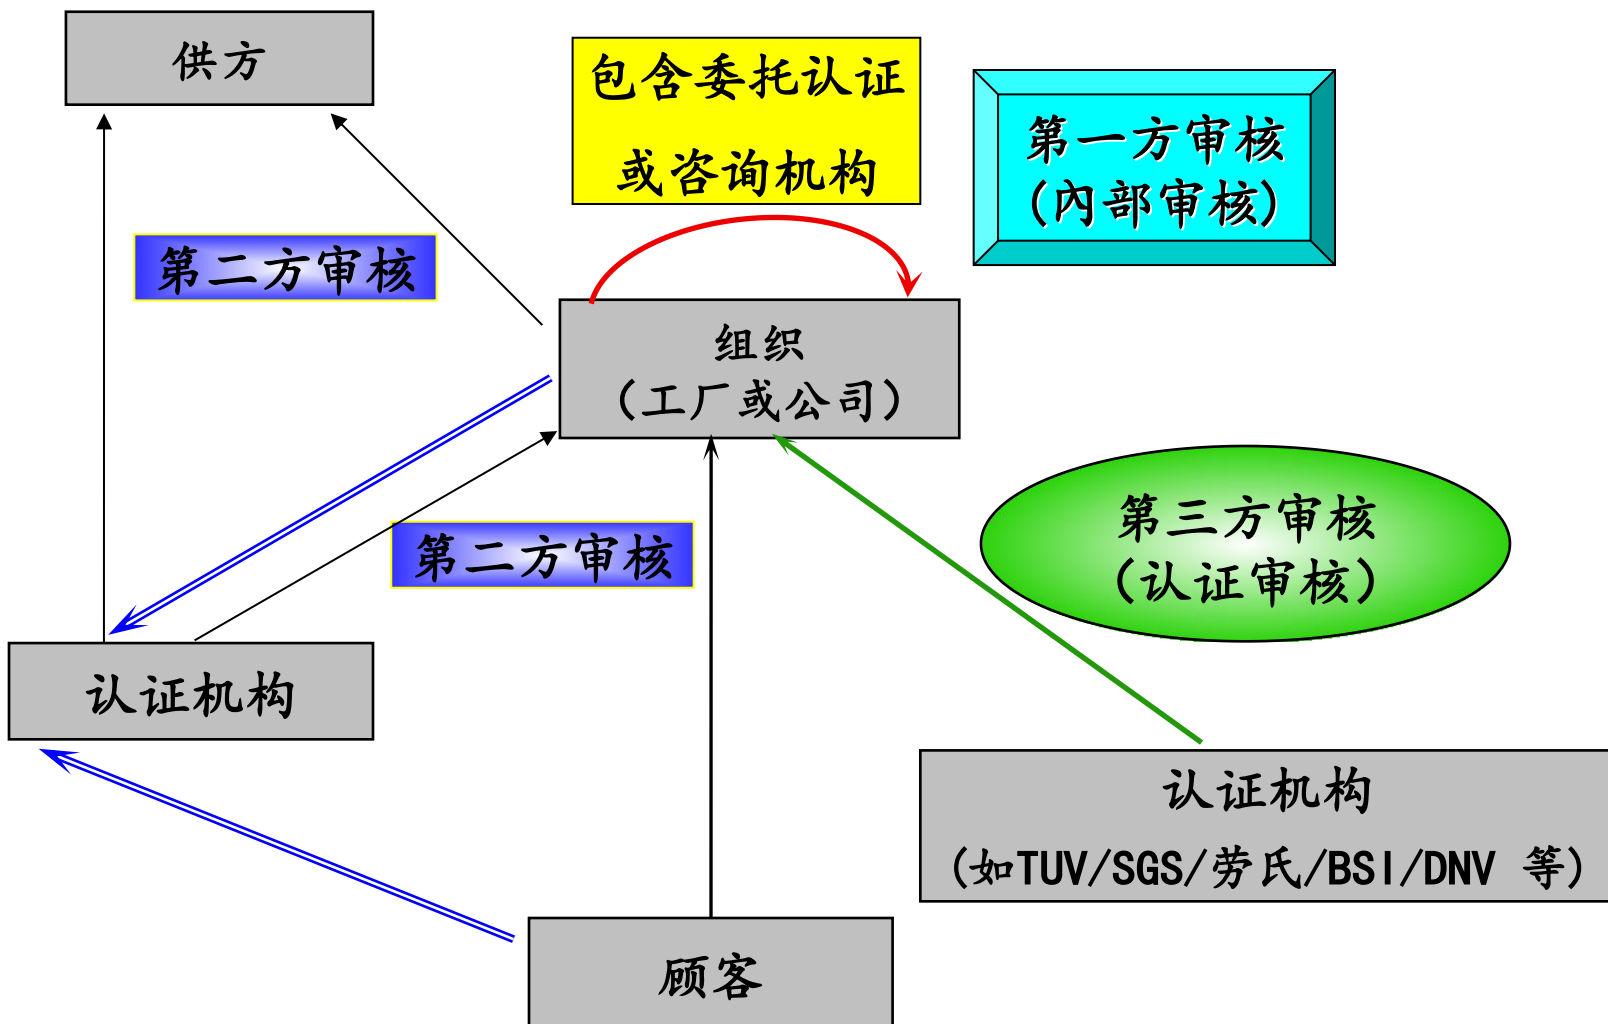 供方
包含委托认证
或咨询机构
第一方审核
(內部审核)
第二方审核
组织
(工厂或公司)
第三方审核
(认证审核)
第二方审核
认证机构
认证机构
(如TUV/SGS/劳氏/BSI/DNV 等)
顾客